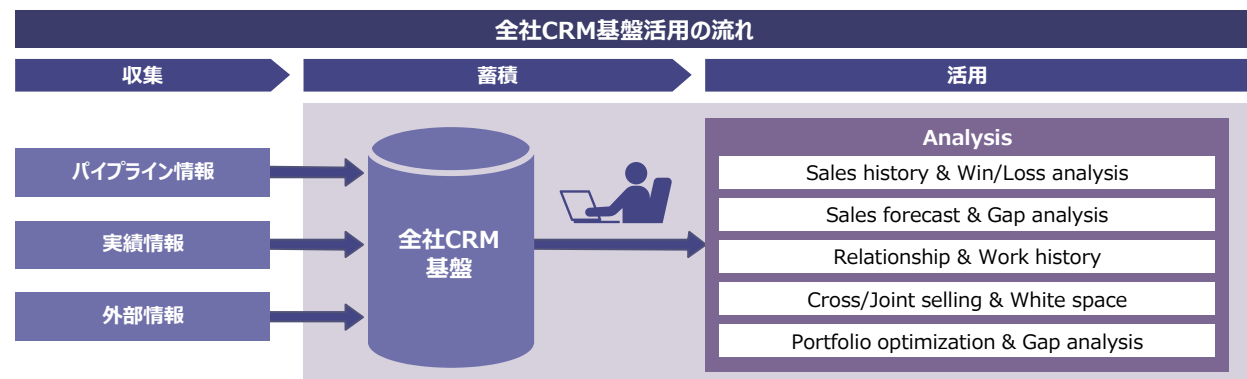 全社CRM基盤活用の流れ
収集
蓄積
活用
パイプライン情報
実績情報
外部情報
全社CRM
基盤
Analysis
Sales history & Win/Loss analysis
Sales forecast & Gap analysis
Relationship & Work history
Cross/Joint selling & White space
Portfolio optimization & Gap analysis